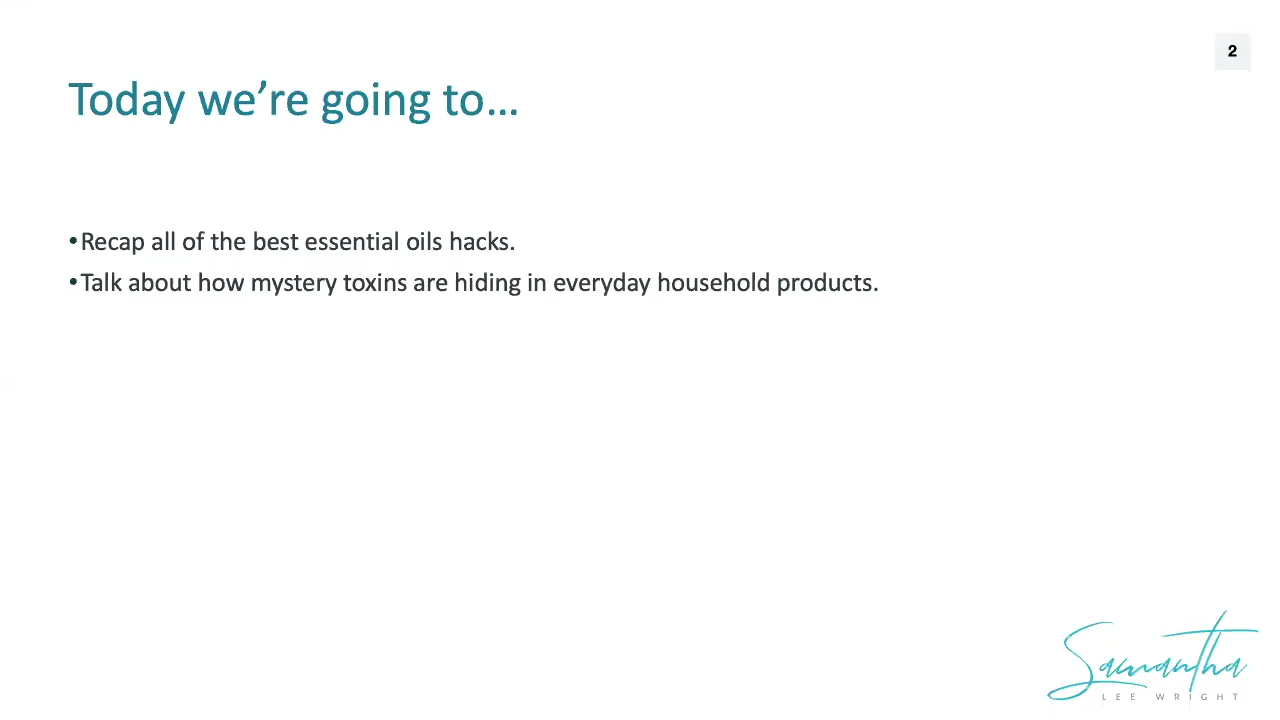 2
Today we're going to…
•Recap all of the best essential oils hacks.
•Talk about how mystery toxins are hiding in everyday household products.
Samantha
LEE WRIGHT